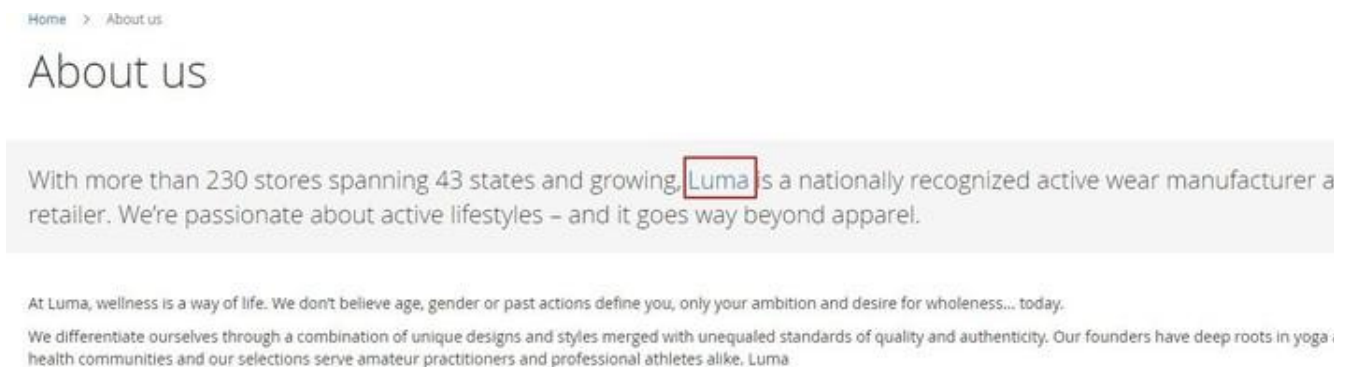 Home > About us
About us
With more than 230 stores spanning 43 states and growing, Luma is a nationally recognized active wear manufacturer a
retailer. We're passionate about active lifestyles – and it goes way beyond apparel.
At Luma, wellness is a way of life. We don't believe age, gender or past actions define you, only your ambition and desire for wholeness... today.
We differentiate ourselves through a combination of unique designs and styles merged with unequaled standards of quality and authenticity. Our founders have deep roots in yoga
health communities and our selections serve amateur practitioners and professional athletes alike. Luma